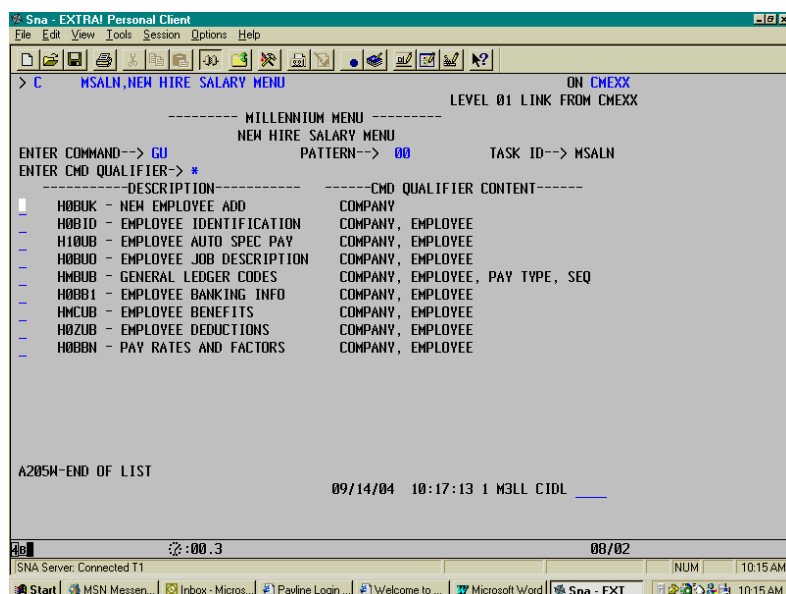 Sna - EXTRA! Personal Client
File Edit View Tools Session Options Help
> C MSALN,NEW HIRE SALARY MENU ON CMEXX
LEVEL 01 LINK FROM CMEXX
--------- MILLENNIUM MENU ---------
NEW HIRE SALARY MENU
ENTER COMMAND--> GU PATTERN--> 00 TASK ID--> MSALN
ENTER CMD QUALIFIER-> *
-----------DESCRIPTION----------- ------CMD QUALIFIER CONTENT------
_ H0BUK - NEW EMPLOYEE ADD COMPANY
_ H0BID - EMPLOYEE IDENTIFICATION COMPANY, EMPLOYEE
_ H10UB - EMPLOYEE AUTO SPEC PAY COMPANY, EMPLOYEE
_ H0BUO - EMPLOYEE JOB DESCRIPTION COMPANY, EMPLOYEE
_ HMBUB - GENERAL LEDGER CODES COMPANY, EMPLOYEE, PAY TYPE, SEQ
_ H0BB1 - EMPLOYEE BANKING INFO COMPANY, EMPLOYEE
_ HMCUB - EMPLOYEE BENEFITS COMPANY, EMPLOYEE
_ H0ZUB - EMPLOYEE DEDUCTIONS COMPANY, EMPLOYEE
_ H0BBN - PAY RATES AND FACTORS COMPANY, EMPLOYEE
A205W-END OF LIST
09/14/04 10:17:13 1 M3LL CIDL ____
4B :00.3 08/02
SNA Server: Connected T1 NUM 10:15 AM
Start MSN Messen... Inbox - Micros... Payline Login ... Welcome to ... Microsoft Word Sna - EXT... 10:15 AM